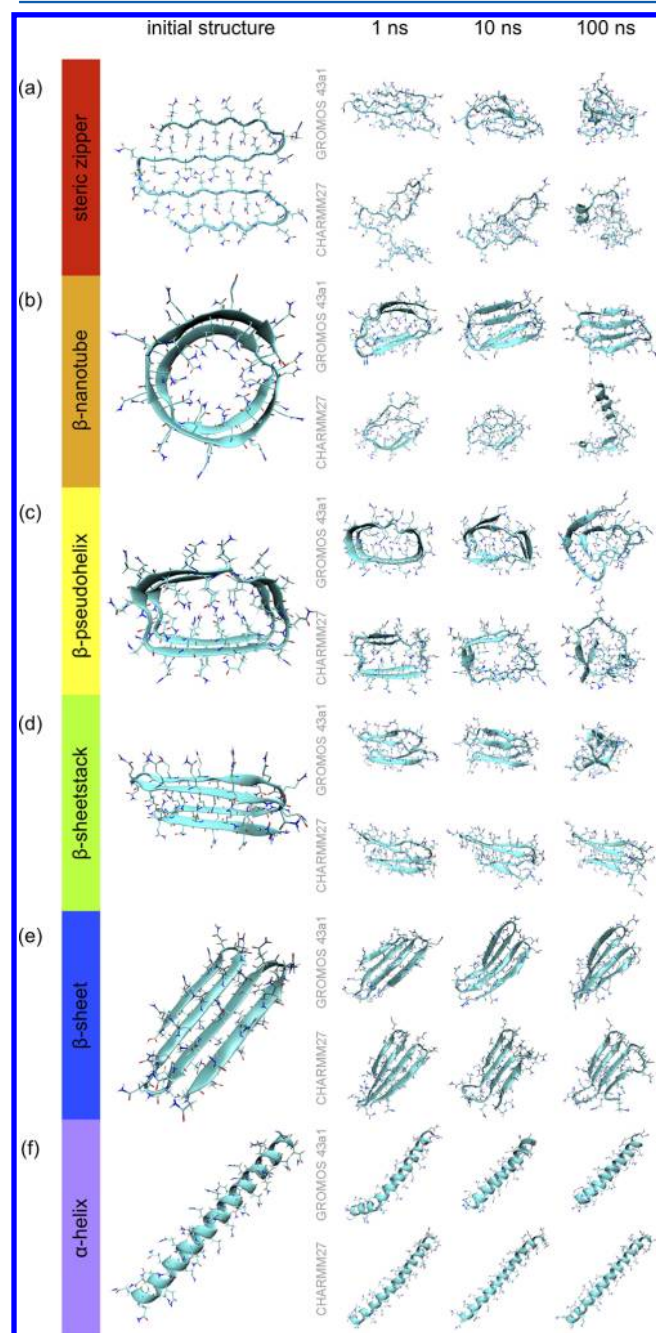 initial structure 1 ns 10 ns 100 ns
(a)
steric zipper
GROMOS 43a1
CHARMM27
(b)
β-nanotube
GROMOS 43a1
CHARMM27
(c)
β-pseudohelix
GROMOS 43a1
CHARMM27
(d)
β-sheetstack
GROMOS 43a1
CHARMM27
(e)
β-sheet
GROMOS 43a1
CHARMM27
(f)
α-helix
GROMOS 43a1
CHARMM27